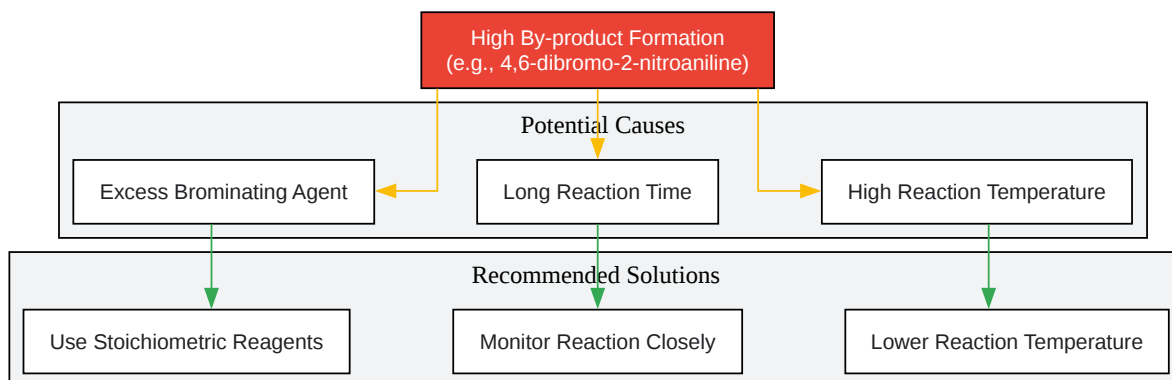 High By-product Formation
(e.g., 4,6-dibromo-2-nitroaniline)
Potential Causes
Excess Brominating Agent
Long Reaction Time
High Reaction Temperature
Recommended Solutions
Use Stoichiometric Reagents
Monitor Reaction Closely
Lower Reaction Temperature